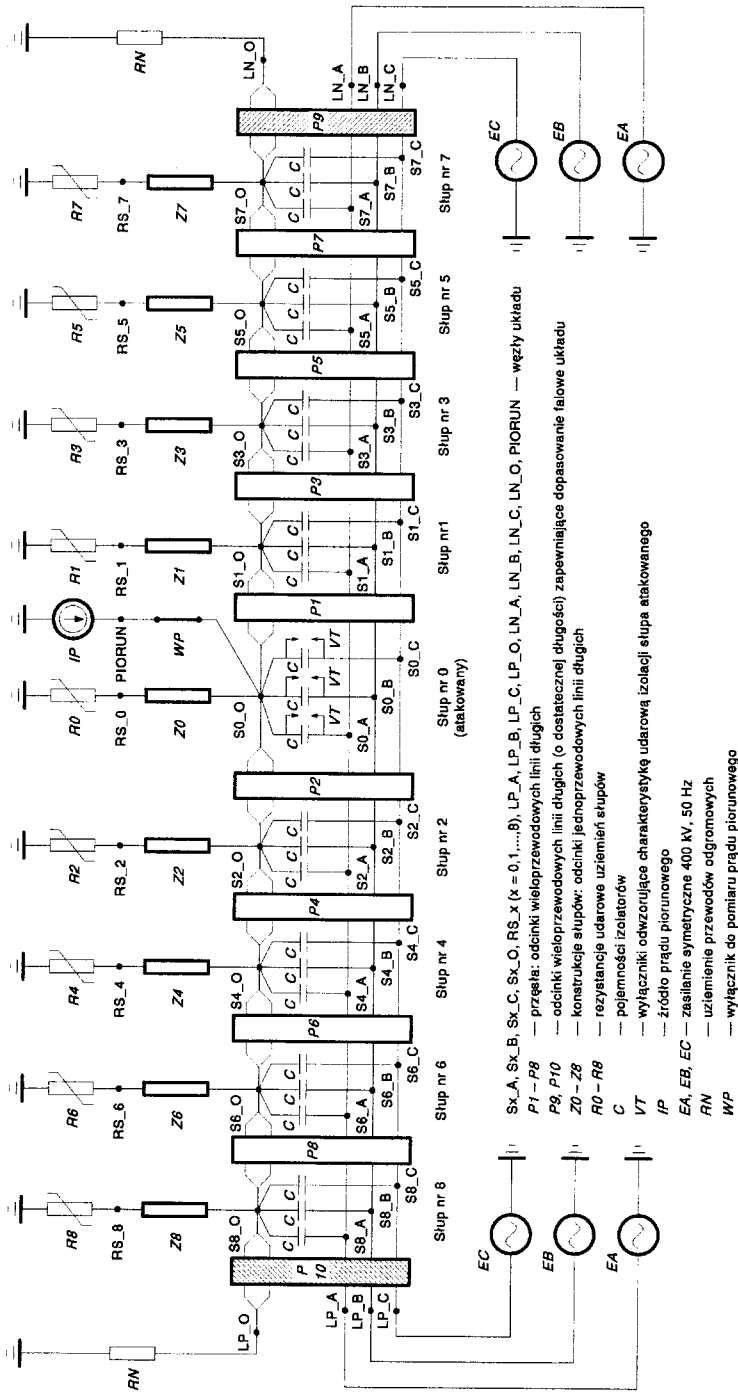 RN
R8
R6
R4
R2
R0
IP
R1
R3
R5
R7
RN
RS_8
RS_6
RS_4
RS_2
RS_0
PIORUN
RS_1
RS_3
RS_5
RS_7
Z8
Z6
Z4
Z2
Z0
WP
Z1
Z3
Z5
Z7
LP_O
S8_O
S6_O
S4_O
S2_O
S0_O
S1_O
S3_O
S5_O
S7_O
LN_O
P 10
P8
P6
P4
P2
P1
P3
P5
P7
P9
C C C
C C C
C C C
C C C
C C C
VT VT VT
C C C
C C C
C C C
C C C
LP_A
LP_B
LP_C
S8_A
S8_B
S8_C
S6_A
S6_B
S6_C
S4_A
S4_B
S4_C
S2_A
S2_B
S2_C
S0_A
S0_B
S0_C
S1_A
S1_B
S1_C
S3_A
S3_B
S3_C
S5_A
S5_B
S5_C
S7_A
S7_B
S7_C
LN_A
LN_B
LN_C
Słup nr 8
Słup nr 6
Słup nr 4
Słup nr 2
Słup nr 0
(atakowany)
Słup nr1
Słup nr 3
Słup nr 5
Słup nr 7
EC
EB
EA
EC
EB
EA
Sx_A, Sx_B, Sx_C, Sx_O, RS_x (x = 0,1,...,8), LP_A, LP_B, LP_C, LP_O, LN_A, LN_B, LN_C, LN_O, PIORUN — węzły układu
P1 – P8 — przęsła: odcinki wieloprzewodowych linii długich
P9, P10 — odcinki wieloprzewodowych linii długich (o dostatecznej długości) zapewniające dopasowanie falowe układu
Z0 – Z8 — konstrukcje słupów: odcinki jednoprzewodowych linii długich
R0 – R8 — rezystancje udarowe uziemień słupów
C — pojemności izolatorów
VT — wyłączniki odwzorujące charakterystykę udarową izolacji słupa atakowanego
IP — źródło prądu piorunowego
EA, EB, EC — zasilanie symetryczne 400 kV, 50 Hz
RN — uziemienie przewodów odgromowych
WP — wyłącznik do pomiaru prądu piorunowego